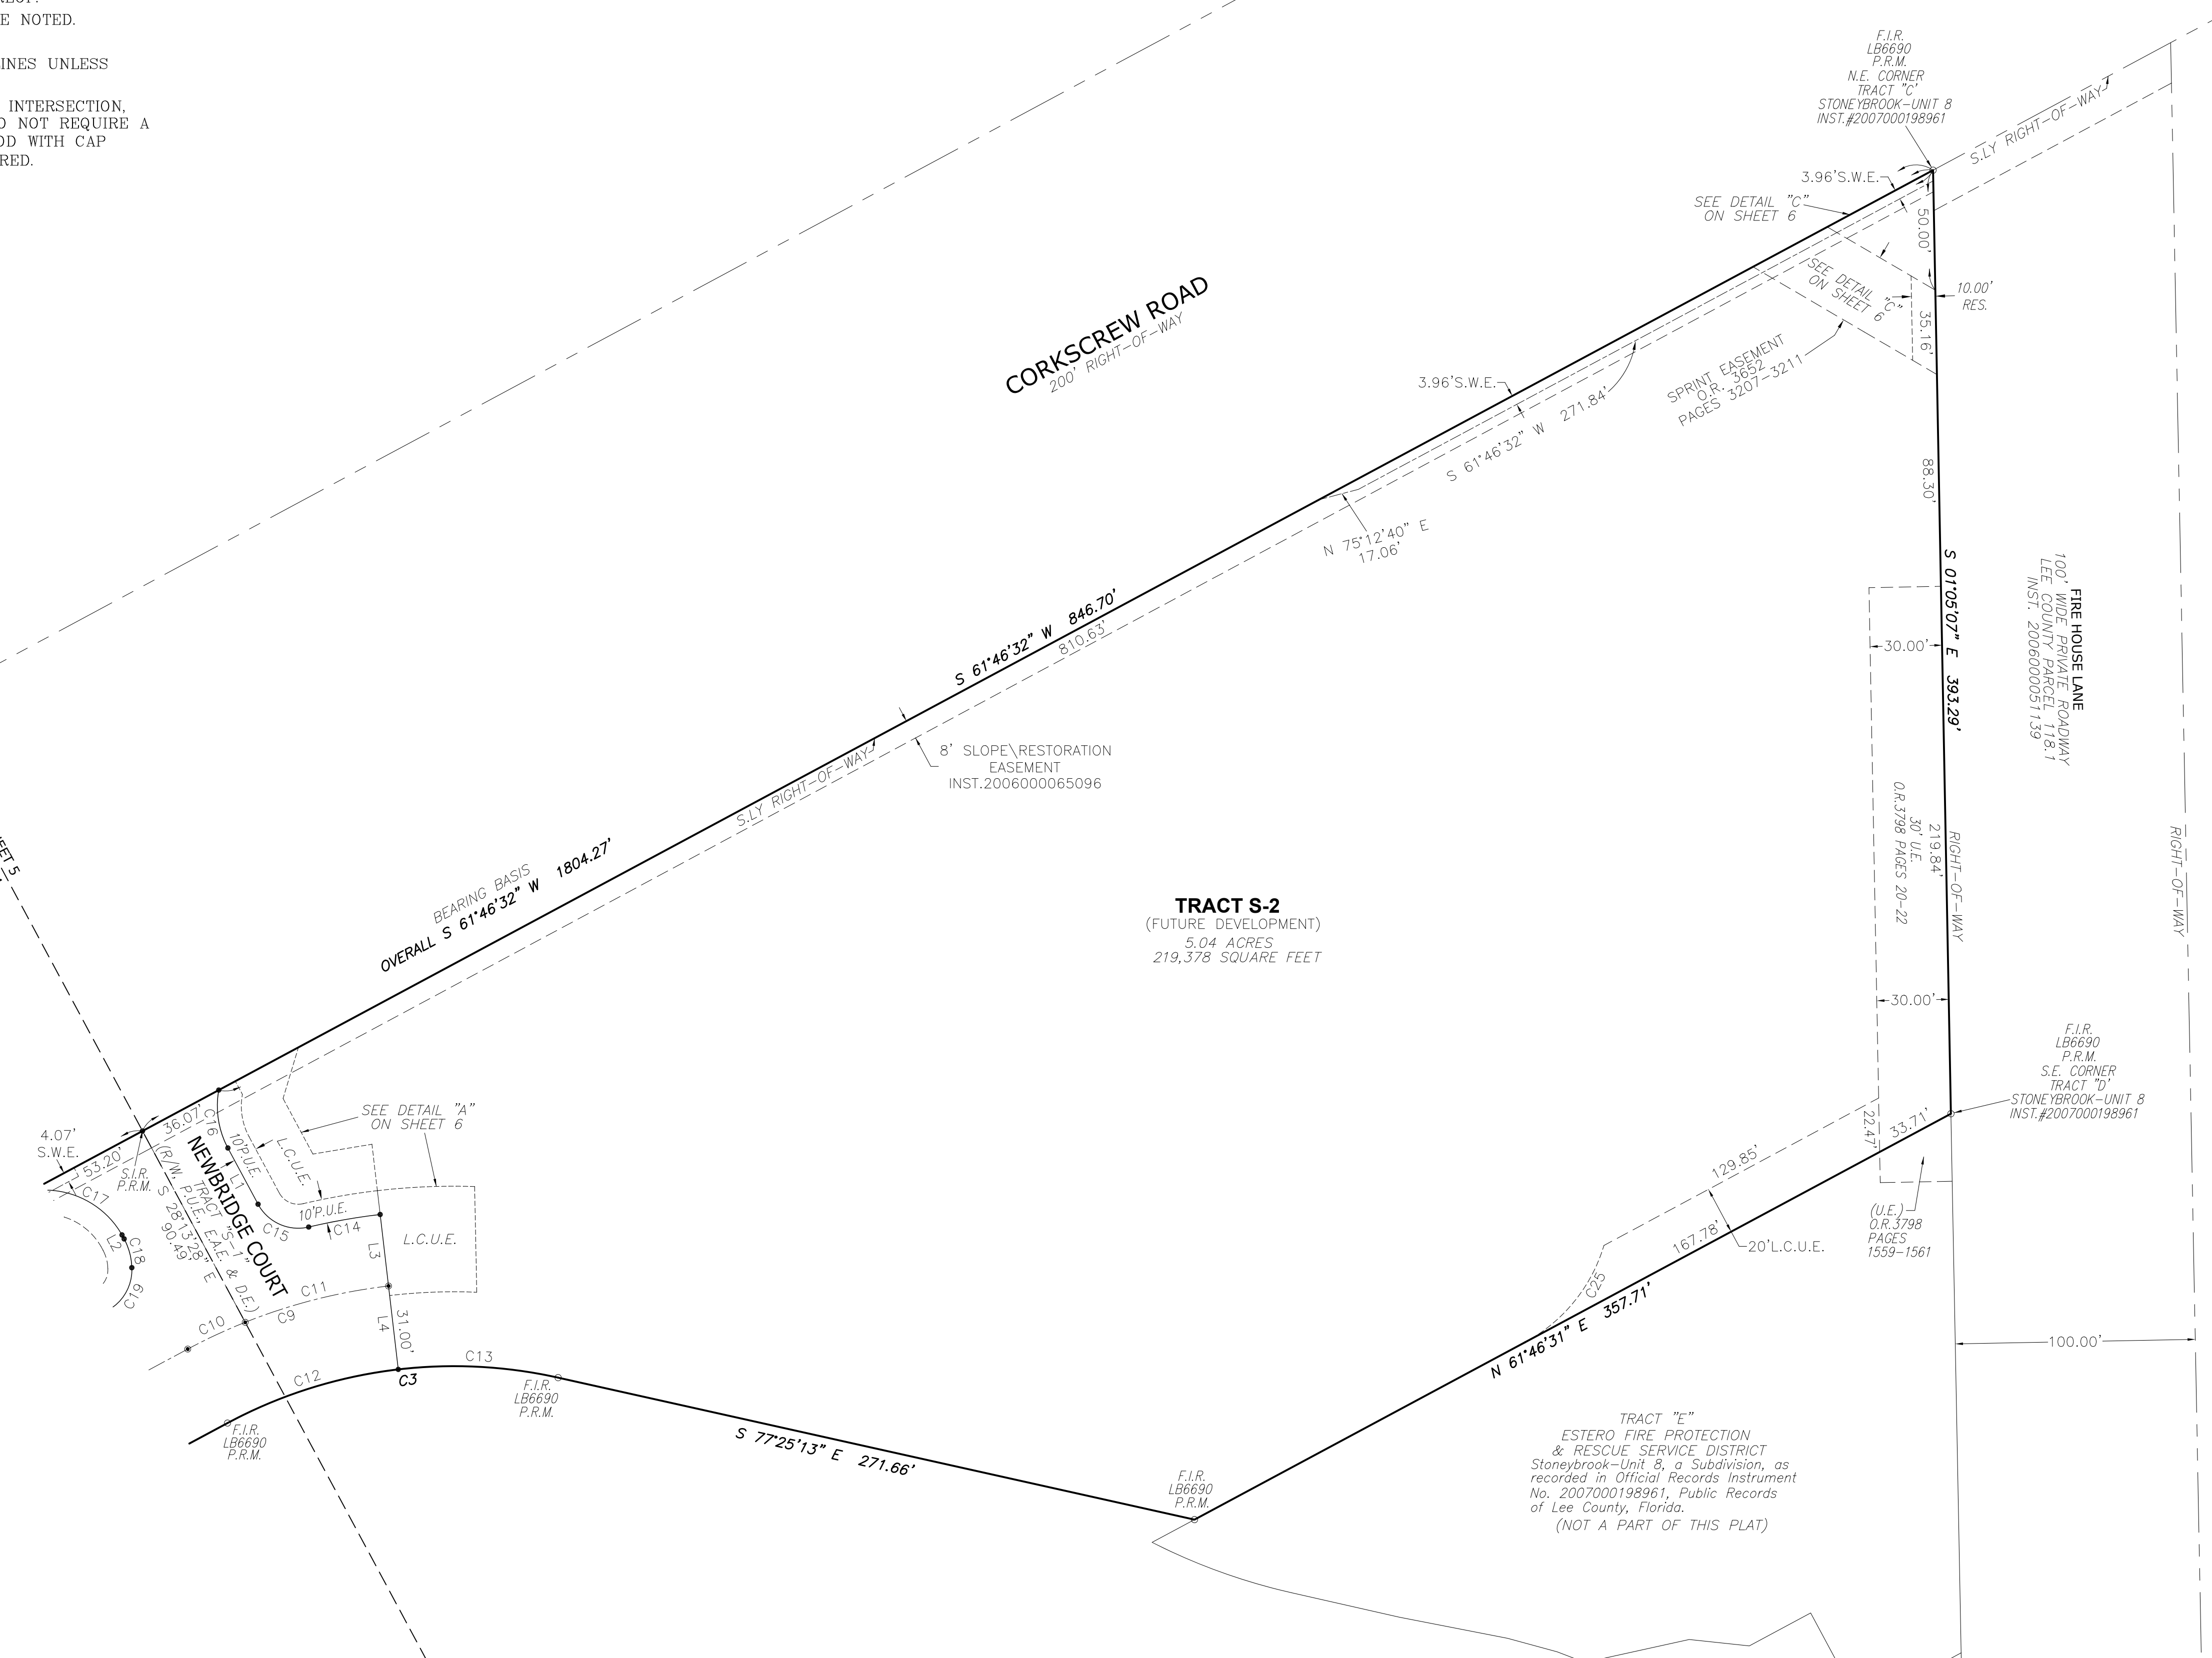 E NOTED.
INES UNLESS
INTERSECTION,
O NOT REQUIRE A
OD WITH CAP
RED.
F.I.R.
LB6690
P.R.M.
N.E. CORNER
TRACT "C'
STONEYBROOK-UNIT 8
INST.#2007000198961
S.LY RIGHT-OF-WAY
3.96'S.W.E.
SEE DETAIL "C"
ON SHEET 6
50.00'
SEE DETAIL "C"
ON SHEET 6
10.00'
RES.
35.16'
CORKSCREW ROAD
200' RIGHT-OF-WAY
SPRINT EASEMENT
O.R. 3652
PAGES 3207-3211
3.96'S.W.E.
S 61°46'32" W 271.84'
88.30'
N 75°12'40" E
17.06'
S 01°05'07" E 393.29'
FIRE HOUSE LANE
100' WIDE PRIVATE ROADWAY
LEE COUNTY PARCEL 118.1
INST. 2006000051139
S 61°46'32" W 846.70'
810.63'
30.00'
8' SLOPE\RESTORATION
EASEMENT
INST.2006000065096
S.LY RIGHT-OF-WAY
RIGHT-OF-WAY
219.84'
30' U.E.
O.R.3798 PAGES 20-22
RIGHT-OF-WAY
EET 5
BEARING BASIS
OVERALL S 61°46'32" W 1804.27'
TRACT S-2
(FUTURE DEVELOPMENT)
5.04 ACRES
219,378 SQUARE FEET
30.00'
F.I.R.
LB6690
P.R.M.
S.E. CORNER
TRACT "D'
STONEYBROOK-UNIT 8
INST.#2007000198961
SEE DETAIL "A"
ON SHEET 6
36.07'
C16
4.07'
S.W.E.
53.20'
S.I.R.
P.R.M.
10'P.U.E.
L.C.U.E.
L1
C17
NEWBRIDGE COURT
TRACT "S-1"
(R/W, P.U.E., E.A.E. & D.E.)
S 28°13'28" E
90.49'
10'P.U.E.
C15
C14
L.C.U.E.
L3
L2
C18
C19
C11
C9
C10
L4
31.00'
C12
C13
C3
F.I.R.
LB6690
P.R.M.
F.I.R.
LB6690
P.R.M.
S 77°25'13" E 271.66'
22.47'
33.71'
129.85'
(U.E.)
O.R.3798
PAGES
1559-1561
167.78'
20'L.C.U.E.
C25
N 61°46'31" E 357.71'
100.00'
F.I.R.
LB6690
P.R.M.
TRACT "E"
ESTERO FIRE PROTECTION
& RESCUE SERVICE DISTRICT
Stoneybrook-Unit 8, a Subdivision, as
recorded in Official Records Instrument
No. 2007000198961, Public Records
of Lee County, Florida.
(NOT A PART OF THIS PLAT)